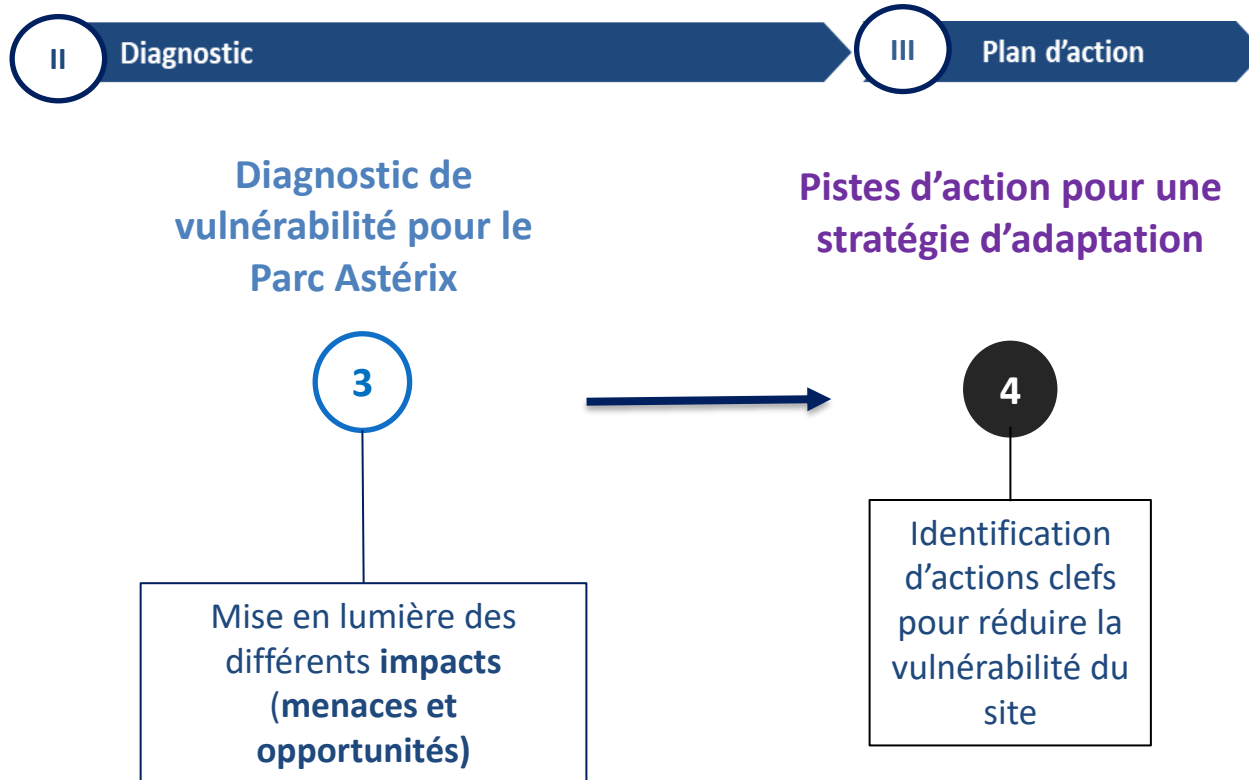 II
Diagnostic
III
Plan d’action
Diagnostic de
vulnérabilité pour le
Parc Astérix
Pistes d’action pour une
stratégie d’adaptation
3
4
Mise en lumière des
différents impacts
(menaces et
opportunités)
Identification
d’actions clefs
pour réduire la
vulnérabilité du
site